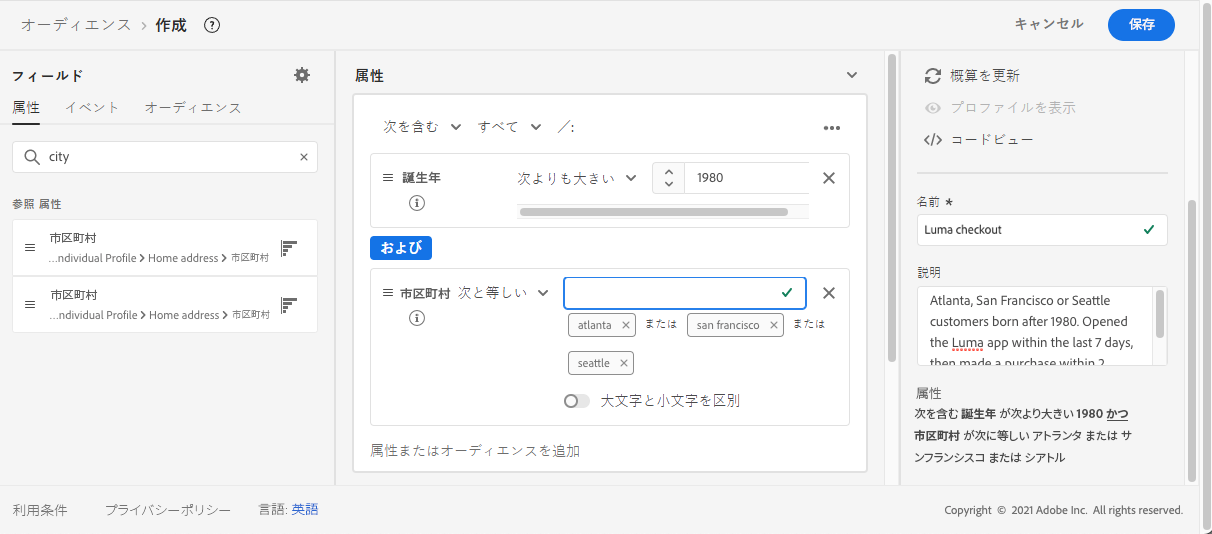 オーディエンス › 作成 ?
キャンセル 保存
フィールド
属性 イベント オーディエンス
city
参照 属性
市区町村
...ndividual Profile > Home address > 市区町村
市区町村
...ndividual Profile > Home address > 市区町村
属性
次を含む すべて /:
誕生年 次よりも大きい 1980
および
市区町村 次と等しい
atlanta × または san francisco × または
seattle ×
大文字と小文字を区別
属性またはオーディエンスを追加
概算を更新
プロファイルを表示
</> コードビュー
名前 *
Luma checkout
説明
Atlanta, San Francisco or Seattle
customers born after 1980. Opened
the Luma app within the last 7 days,
then made a purchase within 2
属性
次を含む 誕生年 が次より大きい 1980 かつ
市区町村 が次に等しい アトランタ または サ
ンフランシスコ または シアトル
利用条件 プライバシーポリシー 言語: 英語
Copyright © 2021 Adobe Inc. All rights reserved.